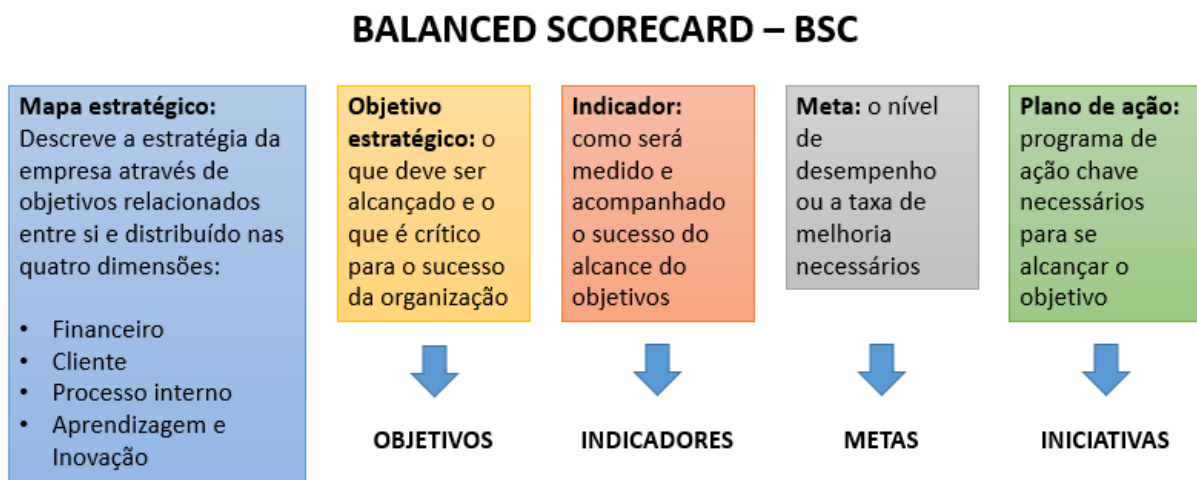 BALANCED SCORECARD – BSC
Mapa estratégico:
Descreve a estratégia da
empresa através de
objetivos relacionados
entre si e distribuído nas
quatro dimensões:
• Financeiro
• Cliente
• Processo interno
• Aprendizagem e
Inovação
Objetivo
estratégico: o
que deve ser
alcançado e o
que é crítico
para o sucesso
da organização
OBJETIVOS
Indicador:
como será
medido e
acompanhado
o sucesso do
alcance do
objetivos
INDICADORES
Meta: o nível
de
desempenho
ou a taxa de
melhoria
necessários
METAS
Plano de ação:
programa de
ação chave
necessários
para se
alcançar o
objetivo
INICIATIVAS